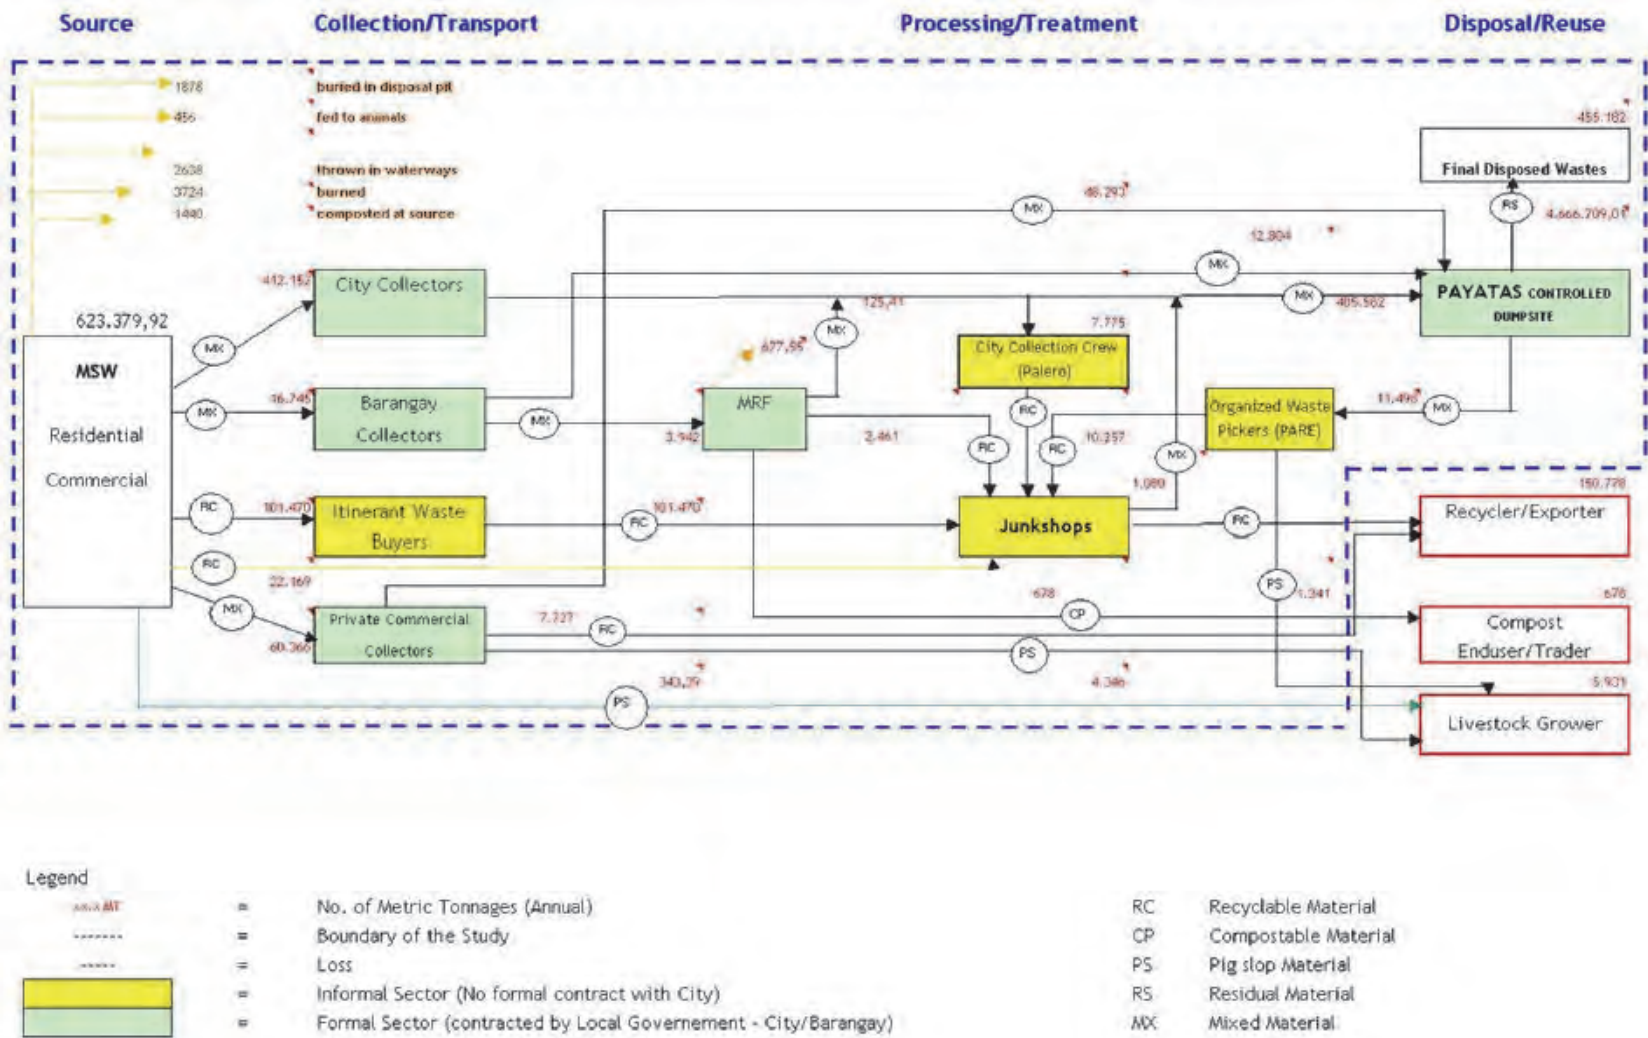 Source
Collection/Transport
Processing/Treatment
Disposal/Reuse
1878 buried in disposal pit
456 fed to animals
2638 thrown in waterways
3724 burned
1440 composted at source
455.182
Final Disposed Wastes
RS
4.666.709,01
MX
48.293
12.804
MX
412.152
City Collectors
125,41
MX
405.582
PAYATAS CONTROLLED
DUMPSITE
623.379,92
MX
MX
677,55
7.775
City Collection Crew
(Palero)
MSW
Residential
Commercial
MX
16.745
Barangay
Collectors
MX
3.942
MRF
2.461
RC
RC
RC
10.257
Organized Waste
Pickers (PARE)
11.496
MX
MX
1.080
RC
101.470
Itinerant Waste
Buyers
RC
101.470
Junkshops
RC
150.778
Recycler/Exporter
RC
22.169
MX
60.366
Private Commercial
Collectors
7.727
RC
678
CP
PS
1.341
678
Compost
Enduser/Trader
PS
343,39
4.346
PS
5.931
Livestock Grower
Legend
= No. of Metric Tonnages (Annual)
------- = Boundary of the Study
----- = Loss
= Informal Sector (No formal contract with City)
= Formal Sector (contracted by Local Governement - City/Barangay)
RC Recyclable Material
CP Compostable Material
PS Pig slop Material
RS Residual Material
MX Mixed Material